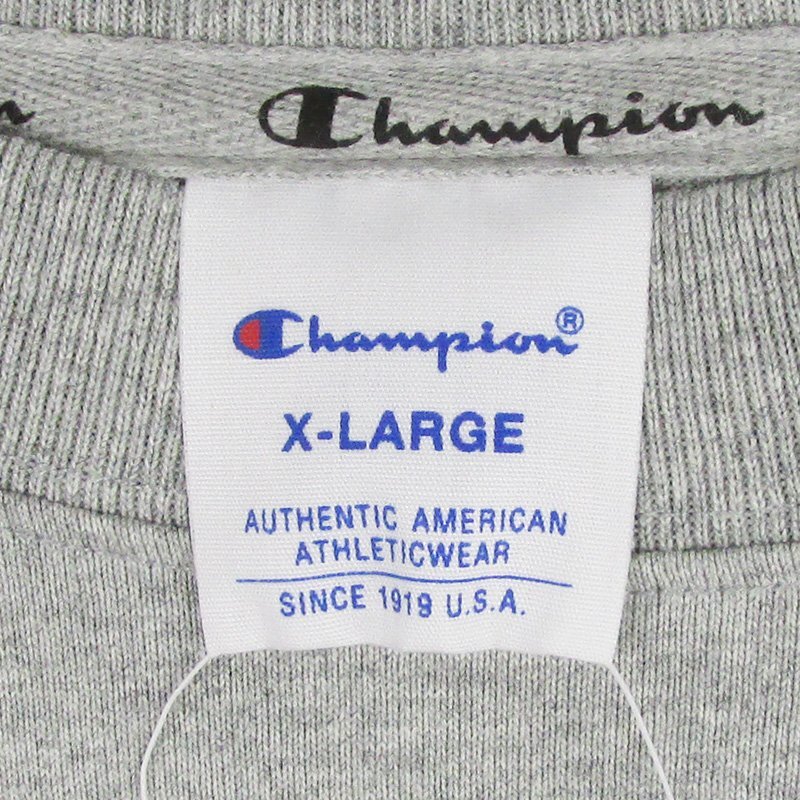 Champion
Champion®
X-LARGE
AUTHENTIC AMERICAN
ATHLETICWEAR
SINCE 1919 U.S.A.